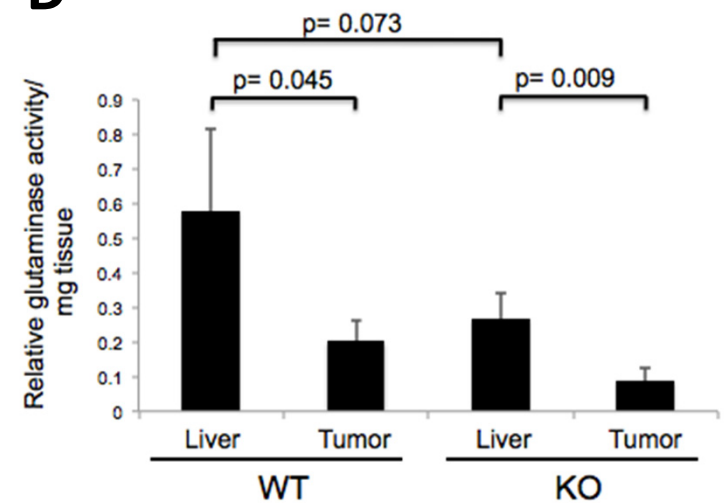 D
p= 0.073
p= 0.045
p= 0.009
Relative glutaminase activity/
mg tissue
0.9
0.8
0.7
0.6
0.5
0.4
0.3
0.2
0.1
0
Liver Tumor Liver Tumor
WT KO